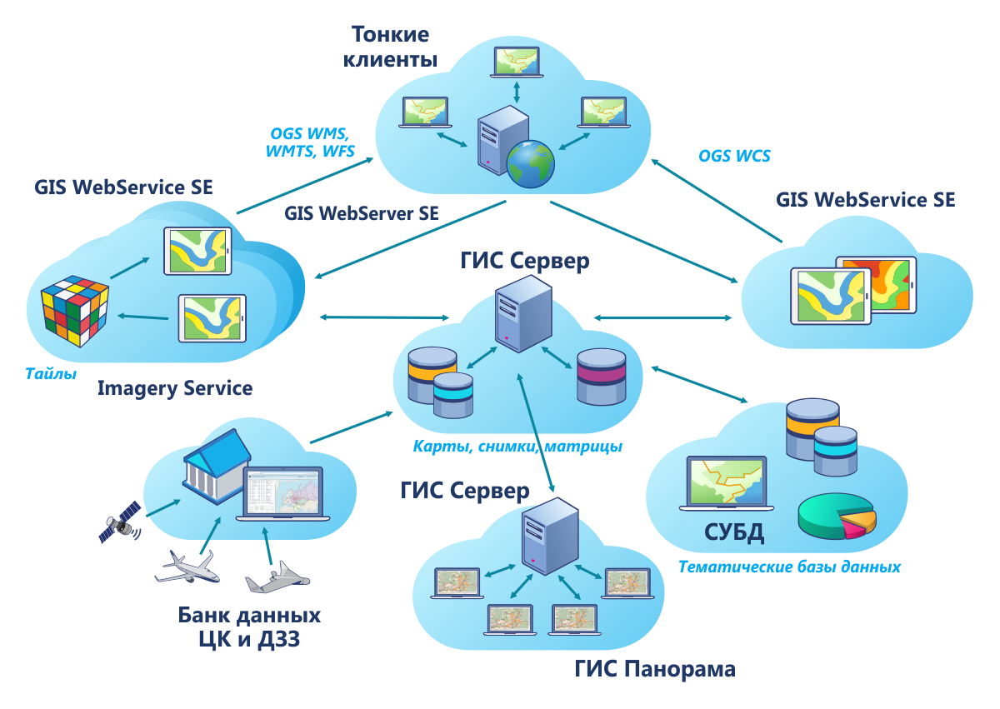 Тонкие
клиенты
OGS WMS,
WMTS, WFS
OGS WCS
GIS WebService SE
GIS WebServer SE
GIS WebService SE
ГИС Сервер
Тайлы
Imagery Service
Карты, снимки, матрицы
ГИС Сервер
СУБД
Тематические базы данных
Банк данных
ЦК и ДЗЗ
ГИС Панорама